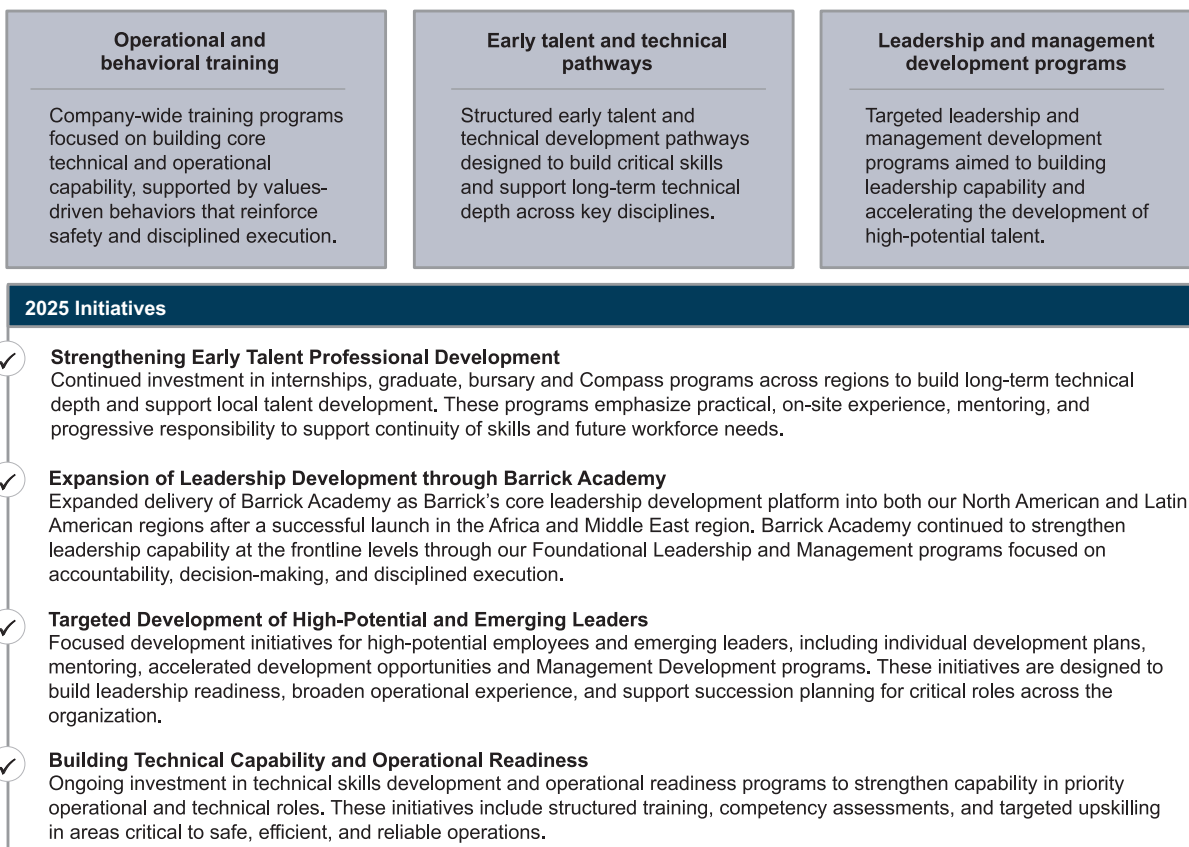 Operational and
behavioral training
Company-wide training programs
focused on building core
technical and operational
capability, supported by values-
driven behaviors that reinforce
safety and disciplined execution.
Early talent and technical
pathways
Structured early talent and
technical development pathways
designed to build critical skills
and support long-term technical
depth across key disciplines.
Leadership and management
development programs
Targeted leadership and
management development
programs aimed to building
leadership capability and
accelerating the development of
high-potential talent.
2025 Initiatives
Strengthening Early Talent Professional Development
Continued investment in internships, graduate, bursary and Compass programs across regions to build long-term technical
depth and support local talent development. These programs emphasize practical, on-site experience, mentoring, and
progressive responsibility to support continuity of skills and future workforce needs.
Expansion of Leadership Development through Barrick Academy
Expanded delivery of Barrick Academy as Barrick's core leadership development platform into both our North American and Latin
American regions after a successful launch in the Africa and Middle East region. Barrick Academy continued to strengthen
leadership capability at the frontline levels through our Foundational Leadership and Management programs focused on
accountability, decision-making, and disciplined execution.
Targeted Development of High-Potential and Emerging Leaders
Focused development initiatives for high-potential employees and emerging leaders, including individual development plans,
mentoring, accelerated development opportunities and Management Development programs. These initiatives are designed to
build leadership readiness, broaden operational experience, and support succession planning for critical roles across the
organization.
Building Technical Capability and Operational Readiness
Ongoing investment in technical skills development and operational readiness programs to strengthen capability in priority
operational and technical roles. These initiatives include structured training, competency assessments, and targeted upskilling
in areas critical to safe, efficient, and reliable operations.